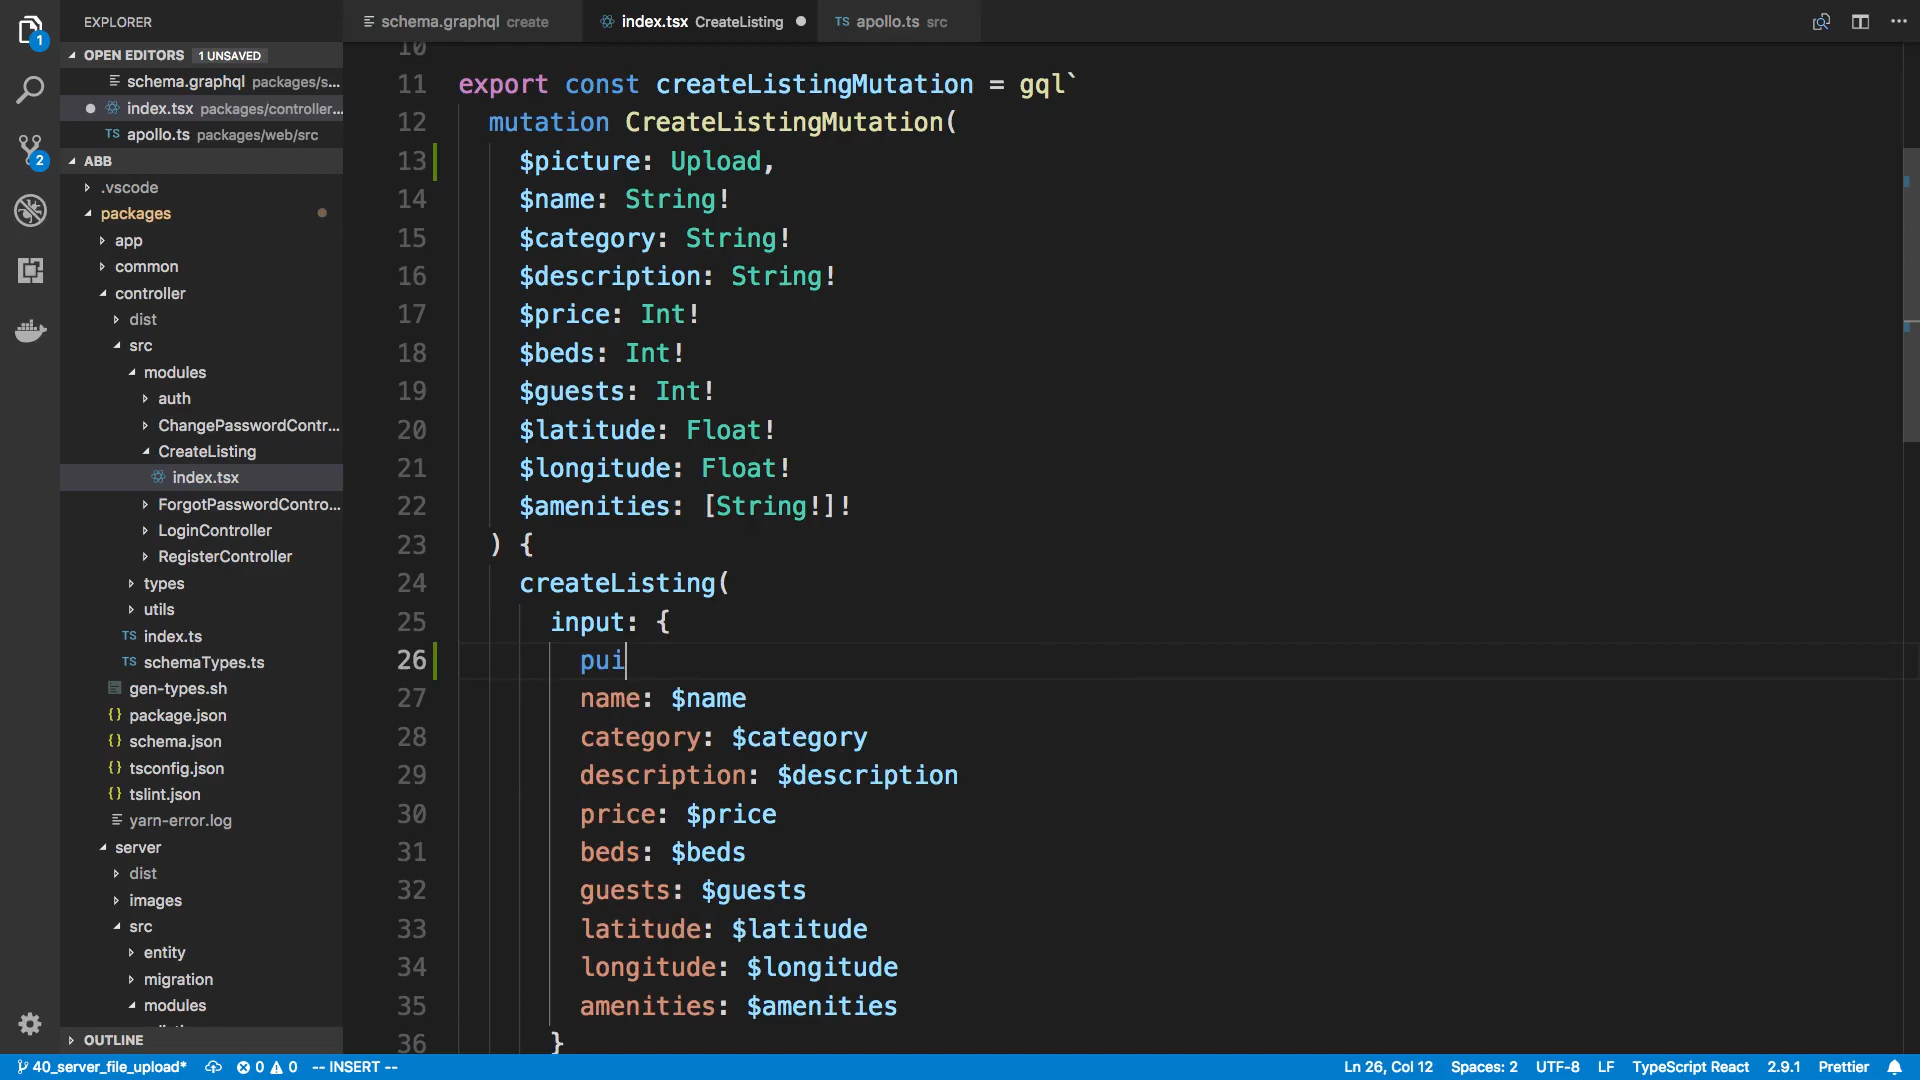 EXPLORER
OPEN EDITORS 1 UNSAVED
schema.graphql packages/s...
index.tsx packages/controller...
TS apollo.ts packages/web/src
ABB
.vscode
packages
app
common
controller
dist
src
modules
auth
ChangePasswordContr...
CreateListing
index.tsx
ForgotPasswordContro...
LoginController
RegisterController
types
utils
TS index.ts
TS schemaTypes.ts
gen-types.sh
{} package.json
{} schema.json
{} tsconfig.json
{} tslint.json
yarn-error.log
server
dist
images
src
entity
migration
modules
OUTLINE
1
2
schema.graphql create
index.tsx CreateListing
TS apollo.ts src
10
11 export const createListingMutation = gql`
12 mutation CreateListingMutation(
13 $picture: Upload,
14 $name: String!
15 $category: String!
16 $description: String!
17 $price: Int!
18 $beds: Int!
19 $guests: Int!
20 $latitude: Float!
21 $longitude: Float!
22 $amenities: [String!]!
23 ) {
24 createListing(
25 input: {
26 pui
27 name: $name
28 category: $category
29 description: $description
30 price: $price
31 beds: $beds
32 guests: $guests
33 latitude: $latitude
34 longitude: $longitude
35 amenities: $amenities
36 }
40_server_file_upload* 0 0 -- INSERT -- Ln 26, Col 12 Spaces: 2 UTF-8 LF TypeScript React 2.9.1 Prettier